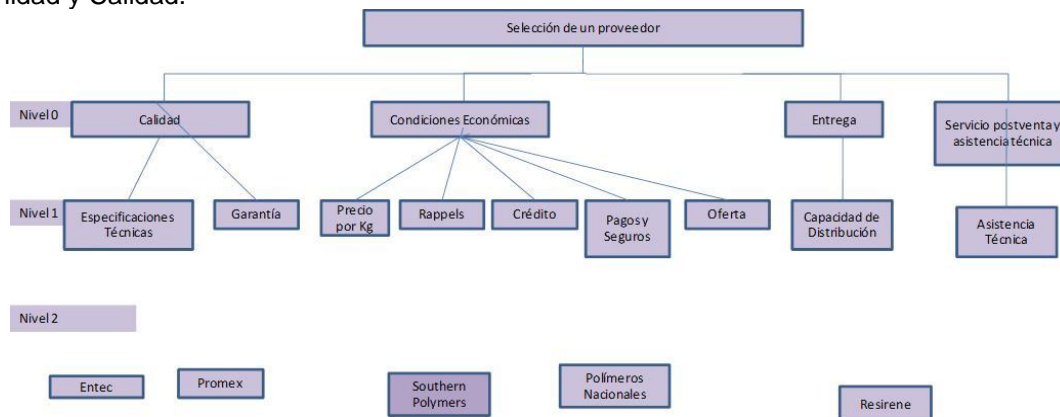 y Calidad.
Selección de un proveedor
Nivel 0
Calidad
Condiciones Económicas
Entrega
Servicio postventa y
asistencia técnica
Nivel 1
Especificaciones
Técnicas
Garantía
Precio
por Kg
Rappels
Crédito
Pagos y
Seguros
Oferta
Capacidad de
Distribución
Asistencia
Técnica
Nivel 2
Entec
Promex
Southern
Polymers
Polímeros
Nacionales
Resirene